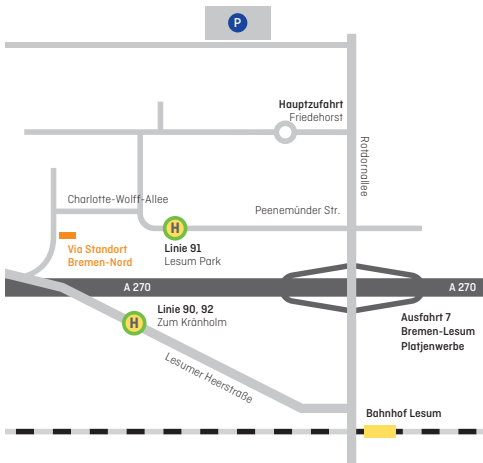 P
Hauptzufahrt
Friedehorst
Rotdornallee
Charlotte-Wolff-Allee
Peenemünder Str.
H
Linie 91
Lesum Park
Via Standort
Bremen-Nord
A 270
A 270
Linie 90, 92
Zum Kränholm
H
Ausfahrt 7
Bremen-Lesum
Platjenwerbe
Lesumer Heerstraße
Bahnhof Lesum